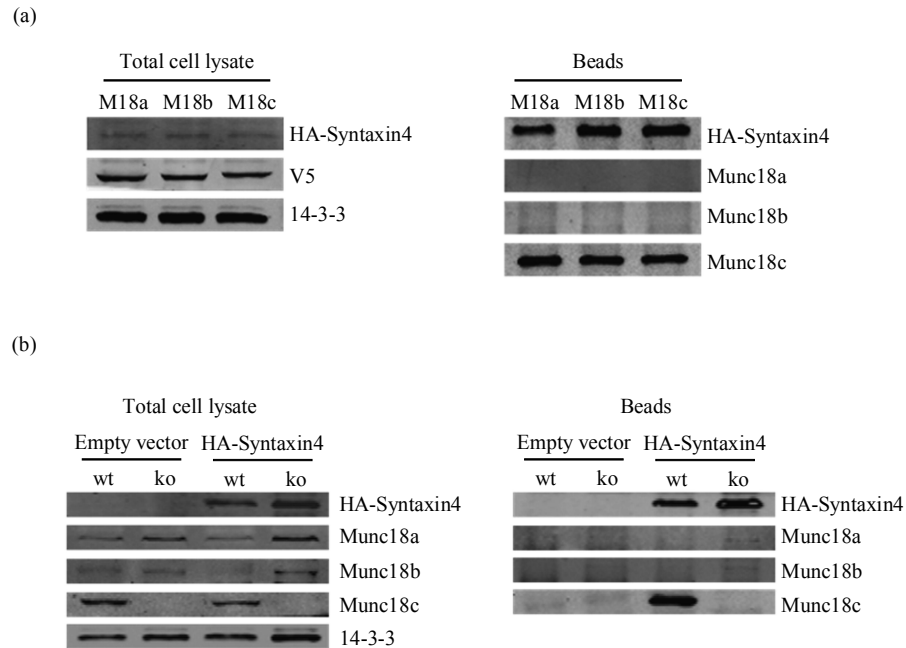 (a)
Total cell lysate
M18a M18b M18c
HA-Syntaxin4
V5
14-3-3
Beads
M18a M18b M18c
HA-Syntaxin4
Munc18a
Munc18b
Munc18c
(b)
Total cell lysate
Empty vector HA-Syntaxin4
wt ko wt ko
HA-Syntaxin4
Munc18a
Munc18b
Munc18c
14-3-3
Beads
Empty vector HA-Syntaxin4
wt ko wt ko
HA-Syntaxin4
Munc18a
Munc18b
Munc18c